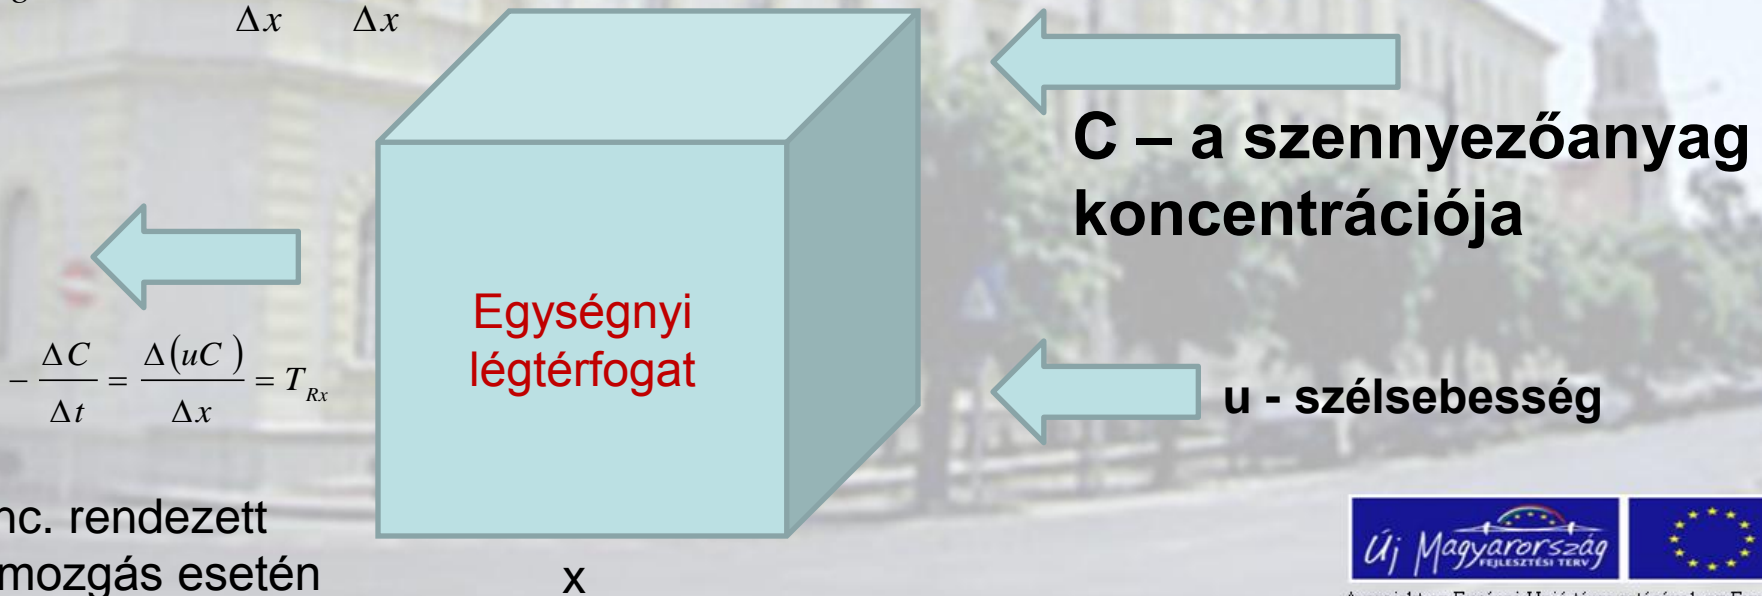 Δx Δx
C – a szennyezőanyag
koncentrációja
Egységnyi
légtérfogat
− ΔC/Δt = Δ(uC)/Δx = T_Rx
u - szélsebesség
rendezett
mozgás esetén
x
Új Magyarország
FEJLESZTÉSI TERV